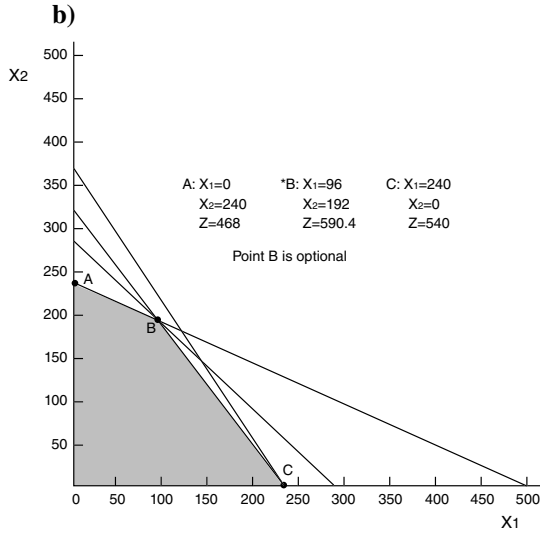 b)
500
X2
450
400
350
300
250
200
150
100
50
A: X1=0 *B: X1=96 C: X1=240
X2=240 X2=192 X2=0
Z=468 Z=590.4 Z=540
Point B is optional
A
B
C
0 50 100 150 200 250 300 350 400 450 500
X1